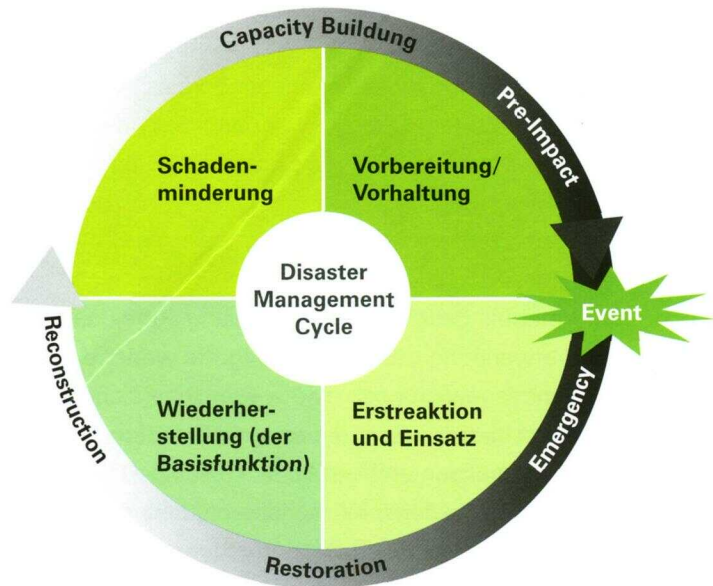 Capacity Buildung
Pre-Impact
Schaden-
minderung
Vorbereitung/
Vorhaltung
Disaster
Management
Cycle
Event
Reconstruction
Wiederher-
stellung (der
Basisfunktion)
Erstreaktion
und Einsatz
Emergency
Restoration